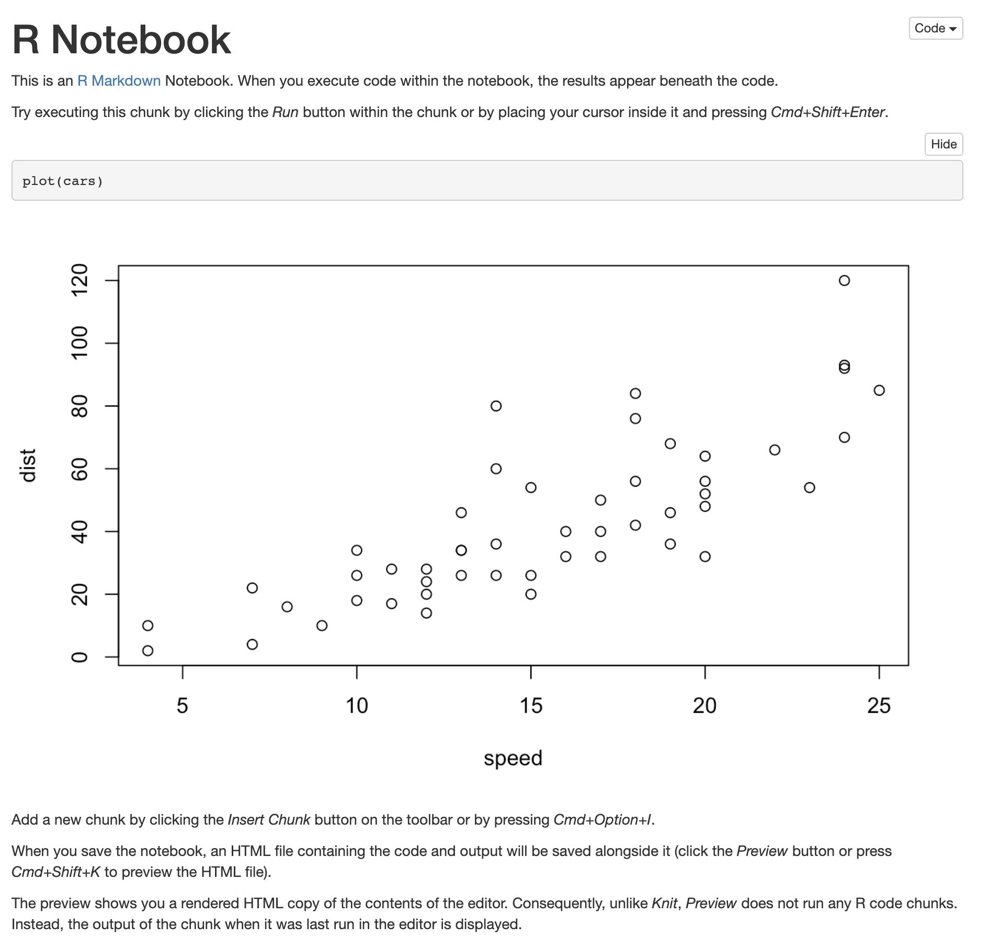 R Notebook
Code
This is an R Markdown Notebook. When you execute code within the notebook, the results appear beneath the code.
Try executing this chunk by clicking the Run button within the chunk or by placing your cursor inside it and pressing Cmd+Shift+Enter.
Hide
plot(cars)
120
100
80
60
40
20
0
dist
5 10 15 20 25
speed
Add a new chunk by clicking the Insert Chunk button on the toolbar or by pressing Cmd+Option+I.
When you save the notebook, an HTML file containing the code and output will be saved alongside it (click the Preview button or press
Cmd+Shift+K to preview the HTML file).
The preview shows you a rendered HTML copy of the contents of the editor. Consequently, unlike Knit, Preview does not run any R code chunks.
Instead, the output of the chunk when it was last run in the editor is displayed.